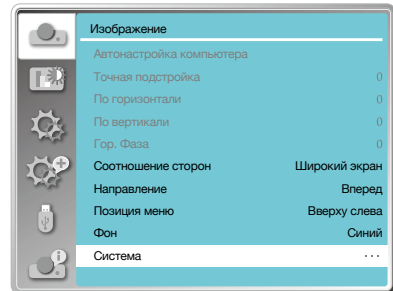 Изображение
Автонастройка компьютера
Точная подстройка 0
По горизонтали 0
По вертикали 0
Гор. Фаза 0
Соотношение сторон Широкий экран
Направление Вперед
Позиция меню Вверху слева
Фон Синий
Система ...